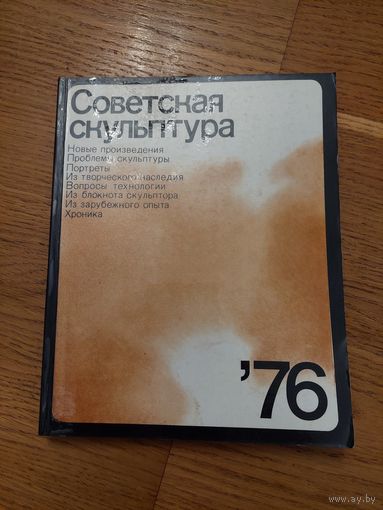 Советская
скульптура
Новые произведения
Проблемы скульптуры
Портреты
Из творческого наследия
Вопросы технологии
Из блокнота скульптора
Из зарубежного опыта
Хроника
'76
www.ay.by